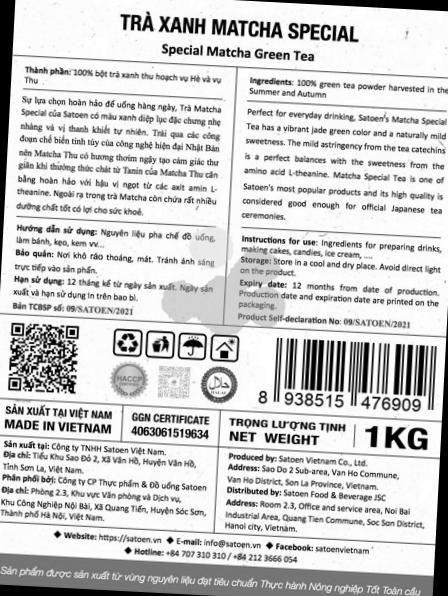 TRÀ XANH MATCHA SPECIAL
Special Matcha Green Tea
Thành phần: 100% bột trà xanh thu hoạch vụ Hè và vụ
Thu
Sự lựa chọn hoàn hảo để uống hàng ngày, Trà Matcha
Special của Satoen có màu xanh diệp lục đặc chưng nhẹ
nhàng và vị thanh khiết tự nhiên. Trải qua các công
đoạn chế biến tinh túy của công nghệ hiện đại Nhật Bản
nên Matcha Thu có hương thơm ngày tạo cảm giác thư
giãn khi thưởng thức chát từ Tanin của Matcha Thu cân
bằng hoàn hảo với hậu vị ngọt từ các axit amin L-
theanine. Ngoài ra trong trà Matcha còn chứa rất nhiều
dưỡng chất tốt có lợi cho sức khoẻ.
Hướng dẫn sử dụng: Nguyên liệu pha chế đồ uống,
làm bánh, kẹo, kem vv...
Bảo quản: Nơi khô ráo thoáng, mát. Tránh ánh sáng
trực tiếp vào sản phẩm.
Hạn sử dụng: 12 tháng kể từ ngày sản xuất. Ngày sản
xuất và hạn sử dụng in trên bao bì.
Bản TCBSP số: 09/SATOEN/2021
Ingredients: 100% green tea powder harvested in the
Summer and Autumn
Perfect for everyday drinking, Satoen's Matcha Special
Tea has a vibrant jade green color and a naturally mild
sweetness. The mild astringency from the tea catechins
is a perfect balances with the sweetness from the
amino acid L-theanine. Matcha Special Tea is one of
Satoen's most popular products and its high quality is
considered good enough for official Japanese tea
ceremonies.
Instructions for use: Ingredients for preparing drinks,
making cakes, candies, ice cream, ....
Storage: Store in a cool and dry place. Avoid direct light
on the product.
Expiry date: 12 months from date of production.
Production date and expiration date are printed on the
packaging.
Product Self-declaration No: 09/SATOEN/2021
HACCP
HALAL
8 938515 476909
SẢN XUẤT TẠI VIỆT NAM
MADE IN VIETNAM
GGN CERTIFICATE
4063061519634
TRỌNG LƯỢNG TỊNH
NET WEIGHT
1KG
Sản xuất tại: Công ty TNHH Satoen Việt Nam.
Địa chỉ: Tiểu Khu Sao Đỏ 2, Xã Vân Hồ, Huyện Vân Hồ,
Tỉnh Sơn La, Việt Nam.
Phân phối bởi: Công ty CP Thực phẩm & Đồ uống Satoen
Địa chỉ: Phòng 2.3, Khu vực Văn phòng và Dịch vụ,
Khu Công Nghiệp Nội Bài, Xã Quang Tiến, Huyện Sóc Sơn,
Thành phố Hà Nội, Việt Nam.
Produced by: Satoen Vietnam Co., Ltd.
Address: Sao Do 2 Sub-area, Van Ho Commune,
Van Ho District, Son La Province, Vietnam.
Distributed by: Satoen Food & Beverage JSC
Address: Room 2.3, Office and service area, Noi Bai
Industrial Area, Quang Tien Commune, Soc Son District,
Hanoi city, Vietnam.
◆ Website: https://satoen.vn ◆ E-mail: info@satoen.vn ◆ Facebook: satoenvietnam
◆ Hotline: +84 707 310 310 / +84 212 3666 054
Sản phẩm được sản xuất từ vùng nguyên liệu đạt tiêu chuẩn Thực hành Nông nghiệp Tốt Toàn cầu